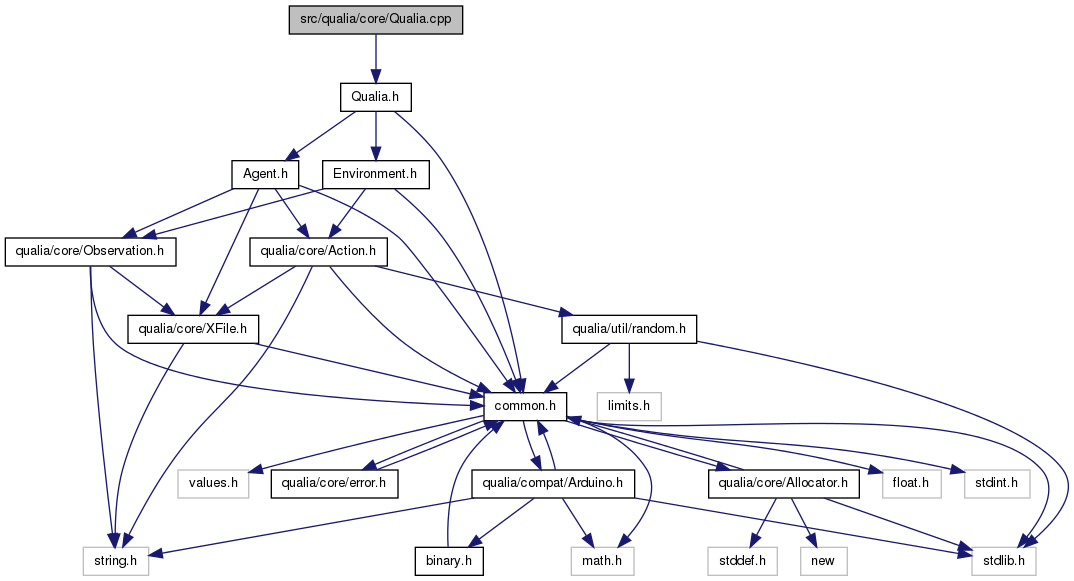 src/qualia/core/Qualia.cpp
Qualia.h
Agent.h
Environment.h
qualia/core/Observation.h
qualia/core/Action.h
qualia/core/XFile.h
qualia/util/random.h
common.h
limits.h
values.h
qualia/core/error.h
qualia/compat/Arduino.h
qualia/core/Allocator.h
float.h
stdint.h
string.h
binary.h
math.h
stddef.h
new
stdlib.h